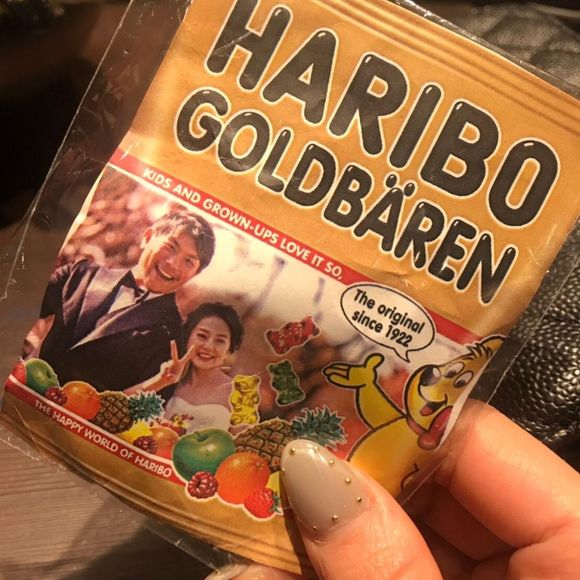 HARIBO
GOLDBÄREN
KIDS AND GROWN-UPS LOVE IT SO.
The original
since 1922
THE HAPPY WORLD OF HARIBO